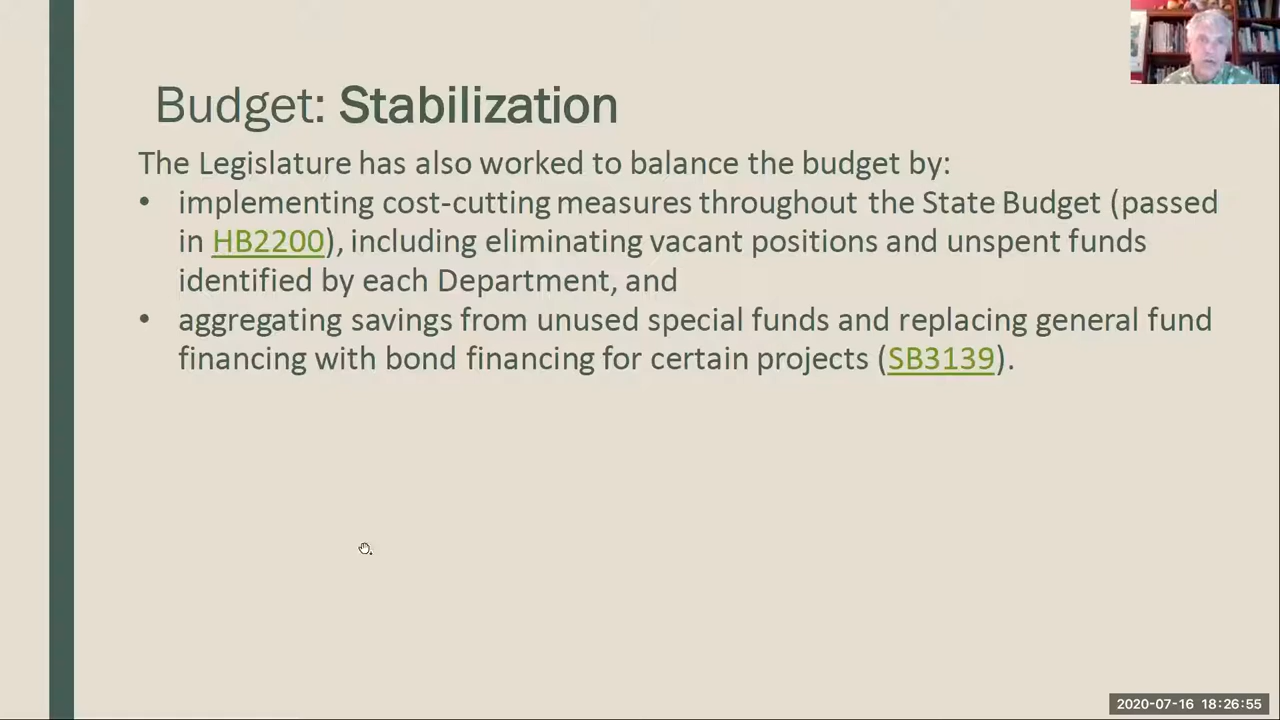 Budget: Stabilization
The Legislature has also worked to balance the budget by:
• implementing cost-cutting measures throughout the State Budget (passed
in HB2200), including eliminating vacant positions and unspent funds
identified by each Department, and
• aggregating savings from unused special funds and replacing general fund
financing with bond financing for certain projects (SB3139).
2020-07-16 18:26:55